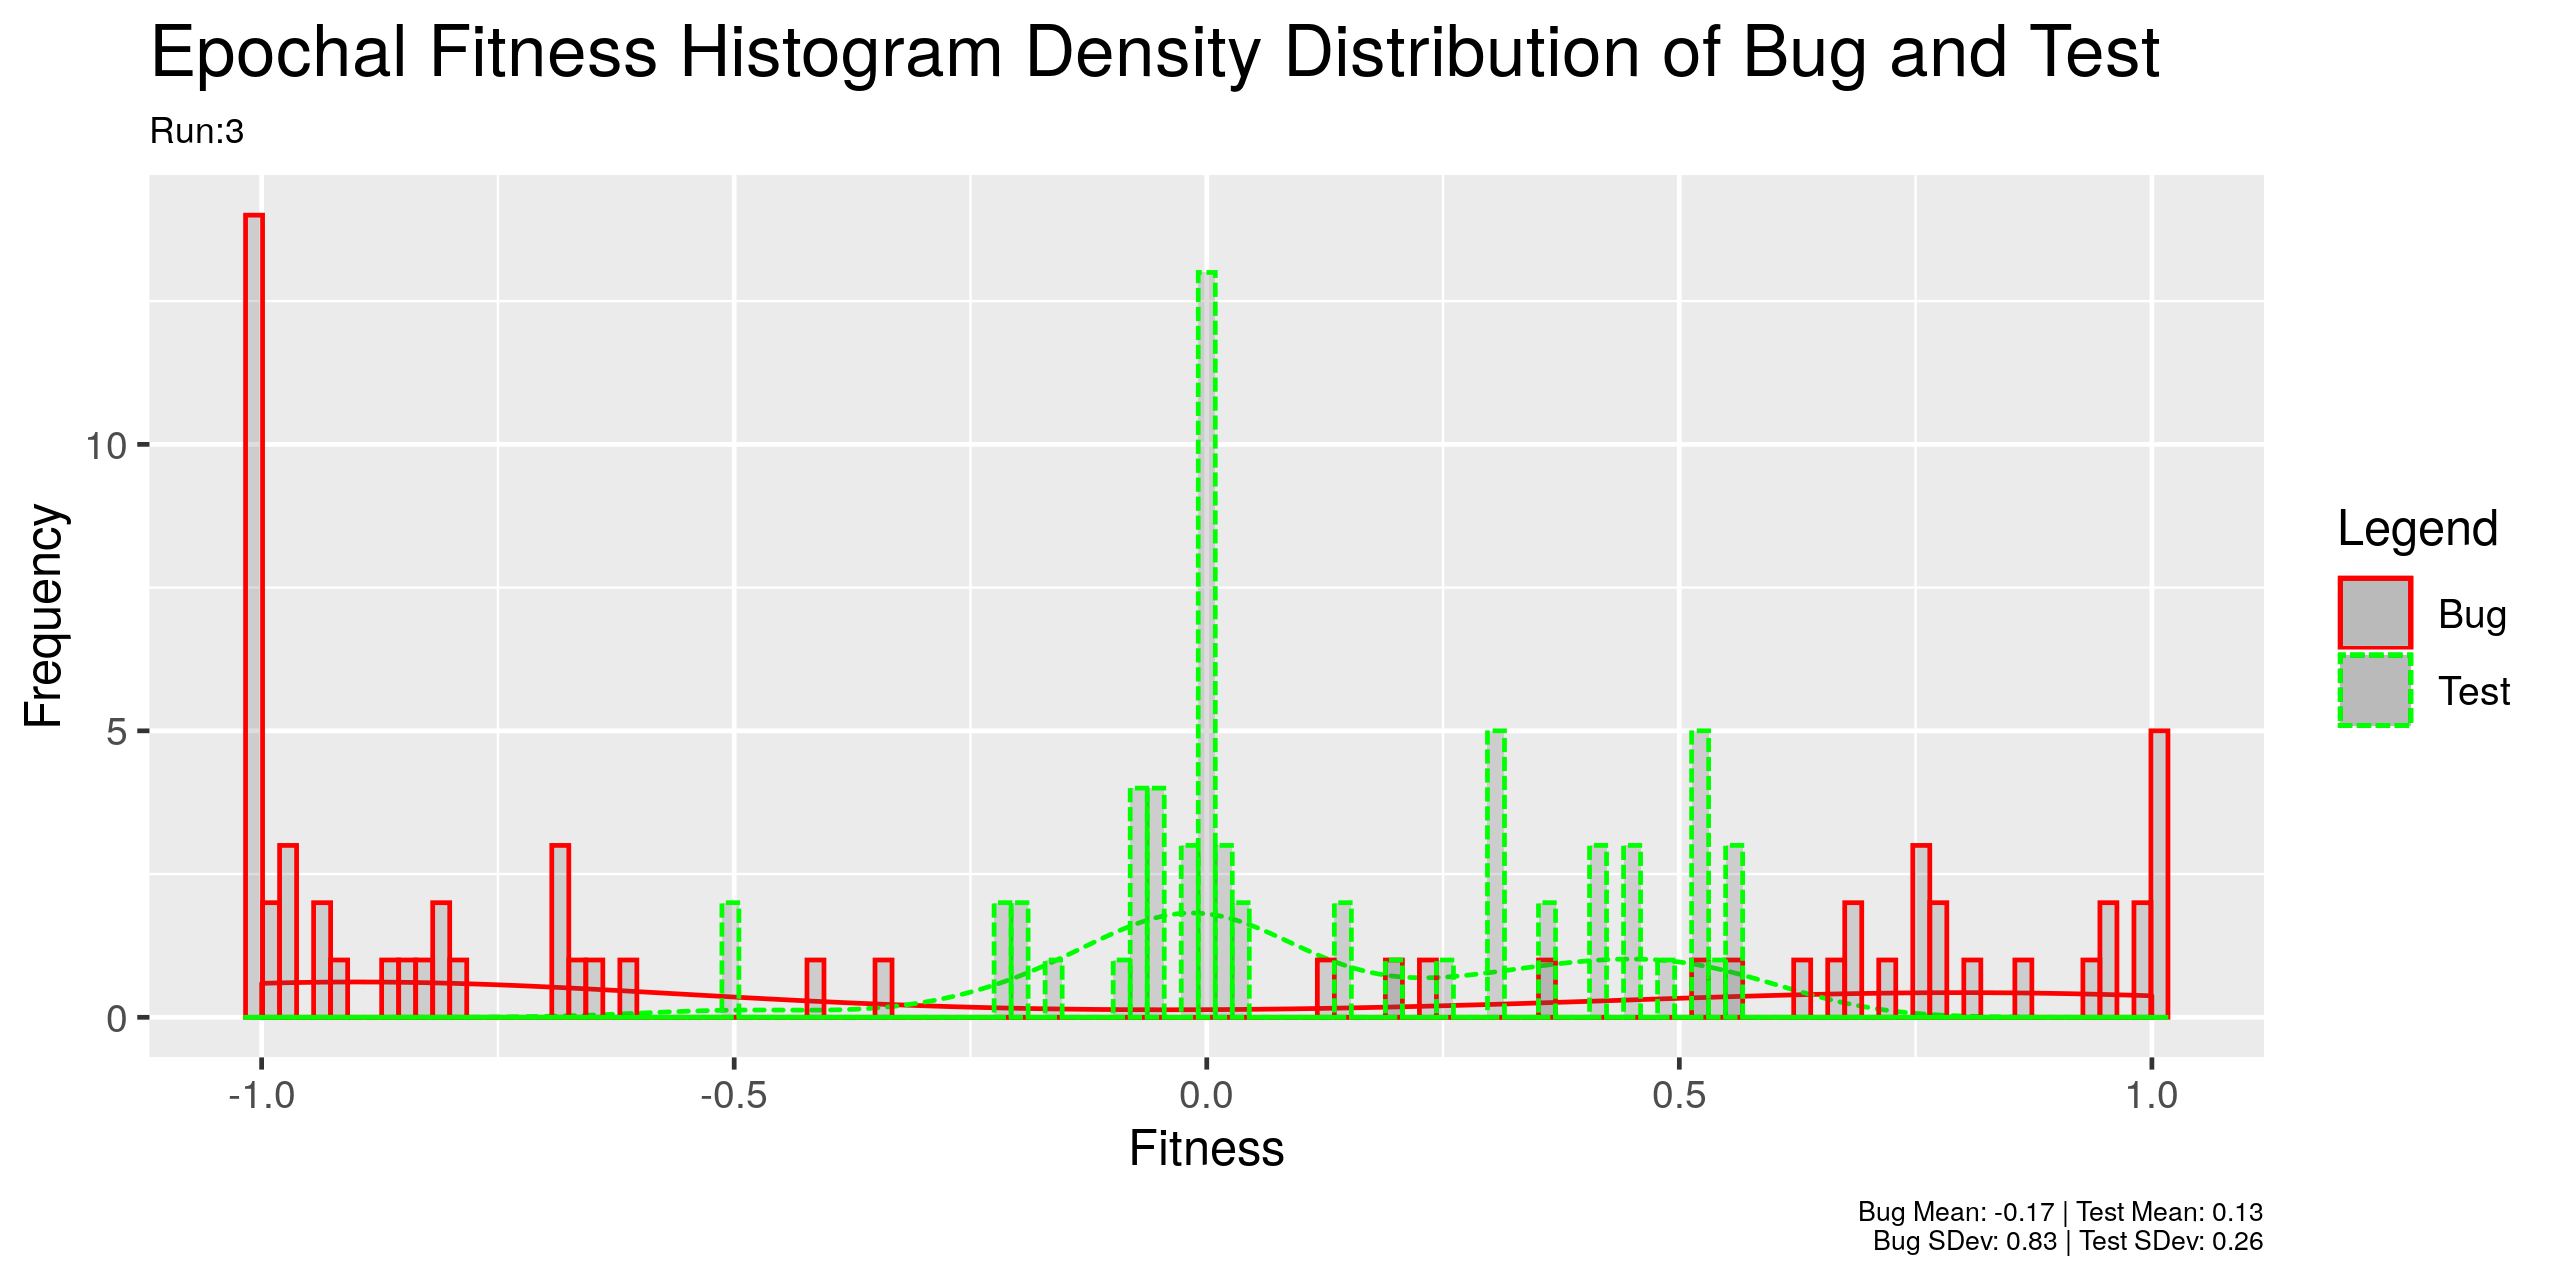 Epochal Fitness Histogram Density Distribution of Bug and Test
Run:3
10
5
0
Frequency
-1.0
-0.5
0.0
0.5
1.0
Fitness
Legend
Bug
Test
Bug Mean: -0.17 | Test Mean: 0.13
Bug SDev: 0.83 | Test SDev: 0.26